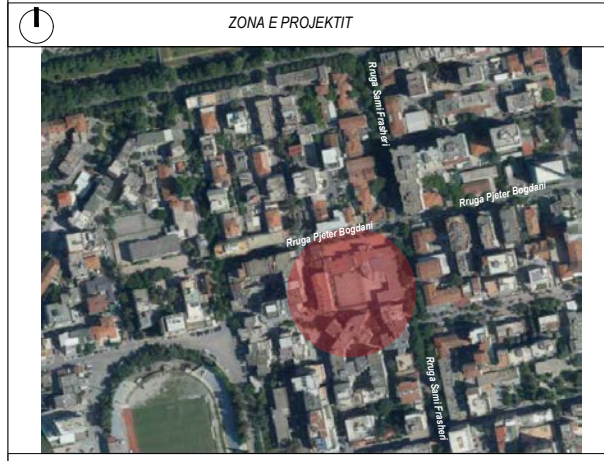 ZONA E PROJEKTIT
Rruga Sami Frasheri
Rruga Pjeter Bogdani
Rruga Pjeter Bogdani
Rruga Sami Frasheri